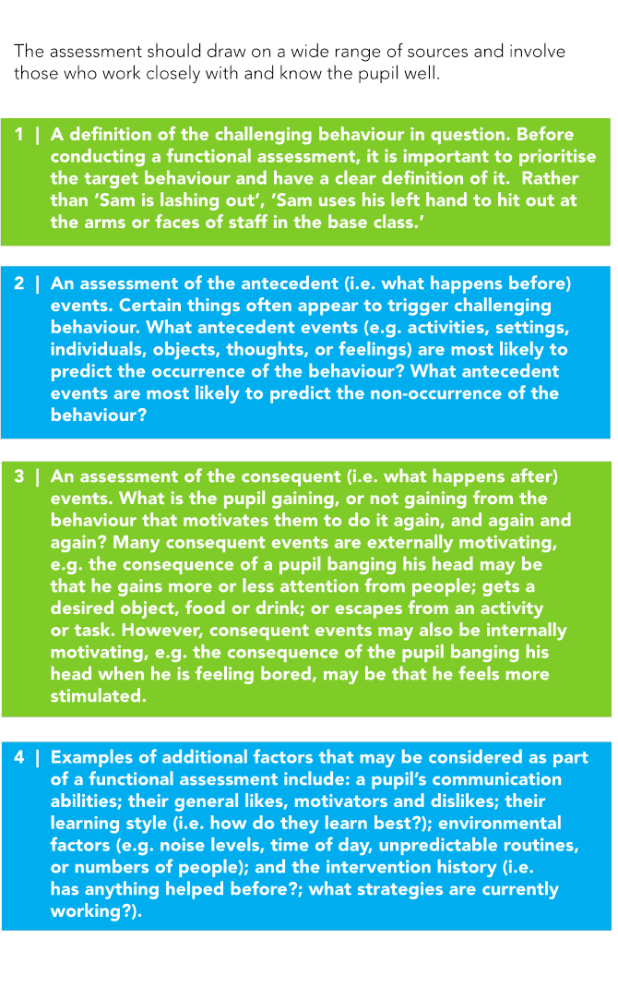 The assessment should draw on a wide range of sources and involve
those who work closely with and know the pupil well.
1 | A definition of the challenging behaviour in question. Before
conducting a functional assessment, it is important to prioritise
the target behaviour and have a clear definition of it.  Rather
than ‘Sam is lashing out’, ‘Sam uses his left hand to hit out at
the arms or faces of staff in the base class.’
2 | An assessment of the antecedent (i.e. what happens before)
events. Certain things often appear to trigger challenging
behaviour. What antecedent events (e.g. activities, settings,
individuals, objects, thoughts, or feelings) are most likely to
predict the occurrence of the behaviour? What antecedent
events are most likely to predict the non-occurrence of the
behaviour?
3 | An assessment of the consequent (i.e. what happens after)
events. What is the pupil gaining, or not gaining from the
behaviour that motivates them to do it again, and again and
again? Many consequent events are externally motivating,
e.g. the consequence of a pupil banging his head may be
that he gains more or less attention from people; gets a
desired object, food or drink; or escapes from an activity
or task. However, consequent events may also be internally
motivating, e.g. the consequence of the pupil banging his
head when he is feeling bored, may be that he feels more
stimulated.
4 | Examples of additional factors that may be considered as part
of a functional assessment include: a pupil’s communication
abilities; their general likes, motivators and dislikes; their
learning style (i.e. how do they learn best?); environmental
factors (e.g. noise levels, time of day, unpredictable routines,
or numbers of people); and the intervention history (i.e.
has anything helped before?; what strategies are currently
working?).